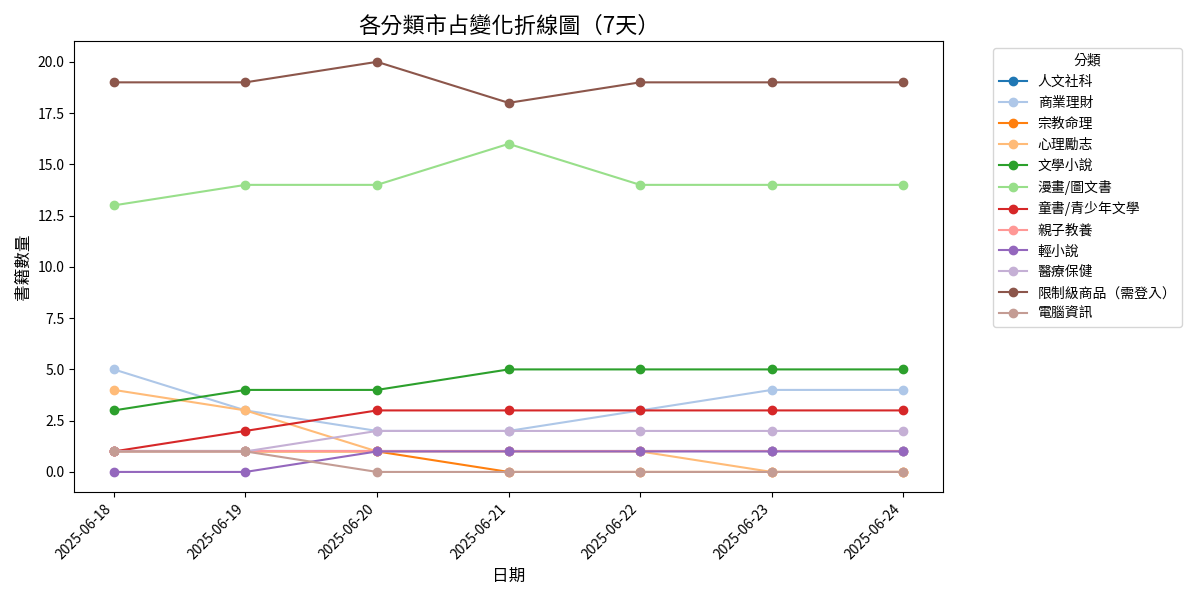 各分類市占變化折線圖（7天）
書籍數量
20.0
17.5
15.0
12.5
10.0
7.5
5.0
2.5
0.0
2025-06-18
2025-06-19
2025-06-20
2025-06-21
2025-06-22
2025-06-23
2025-06-24
日期
分類
人文社科
商業理財
宗教命理
心理勵志
文學小說
漫畫/圖文書
童書/青少年文學
親子教養
輕小說
醫療保健
限制級商品（需登入）
電腦資訊